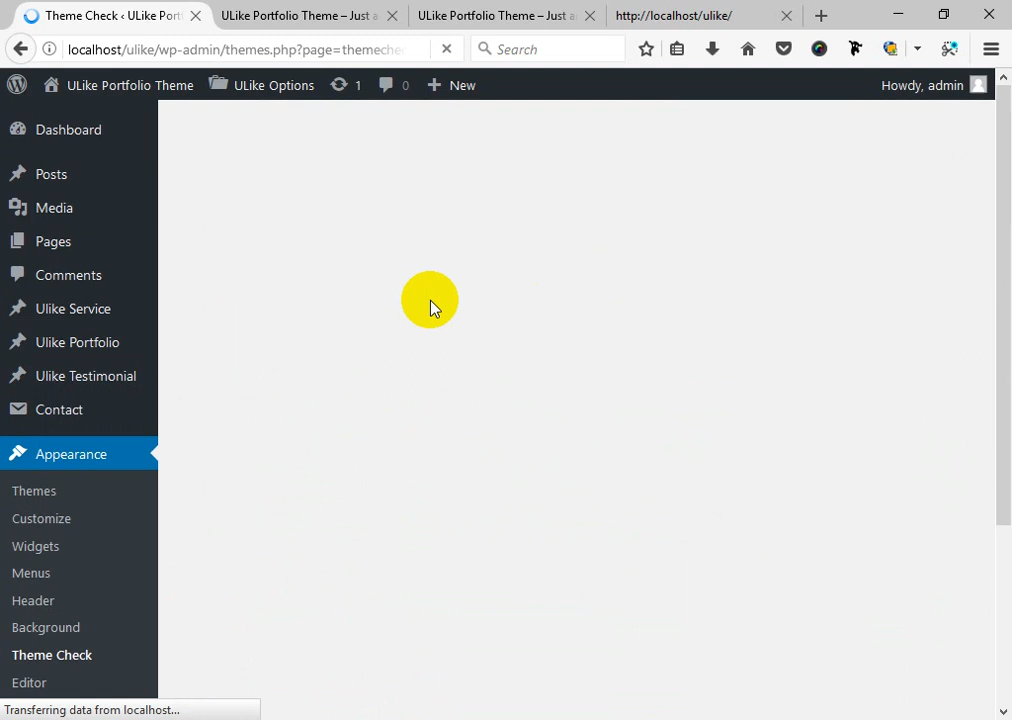 Theme Check ‹ ULike Port
ULike Portfolio Theme – Just a
ULike Portfolio Theme – Just a
http://localhost/ulike/
localhost/ulike/wp-admin/themes.php?page=themeche
Search
ULike Portfolio Theme
ULike Options
1
0
New
Howdy, admin
Dashboard
Posts
Media
Pages
Comments
Ulike Service
Ulike Portfolio
Ulike Testimonial
Contact
Appearance
Themes
Customize
Widgets
Menus
Header
Background
Theme Check
Editor
Transferring data from localhost...